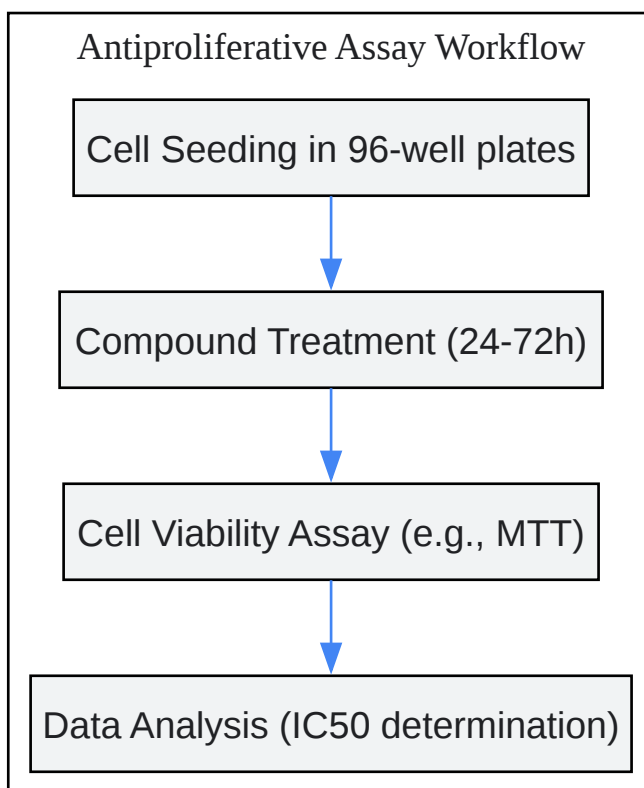 Antiproliferative Assay Workflow
Cell Seeding in 96-well plates
Compound Treatment (24-72h)
Cell Viability Assay (e.g., MTT)
Data Analysis (IC50 determination)